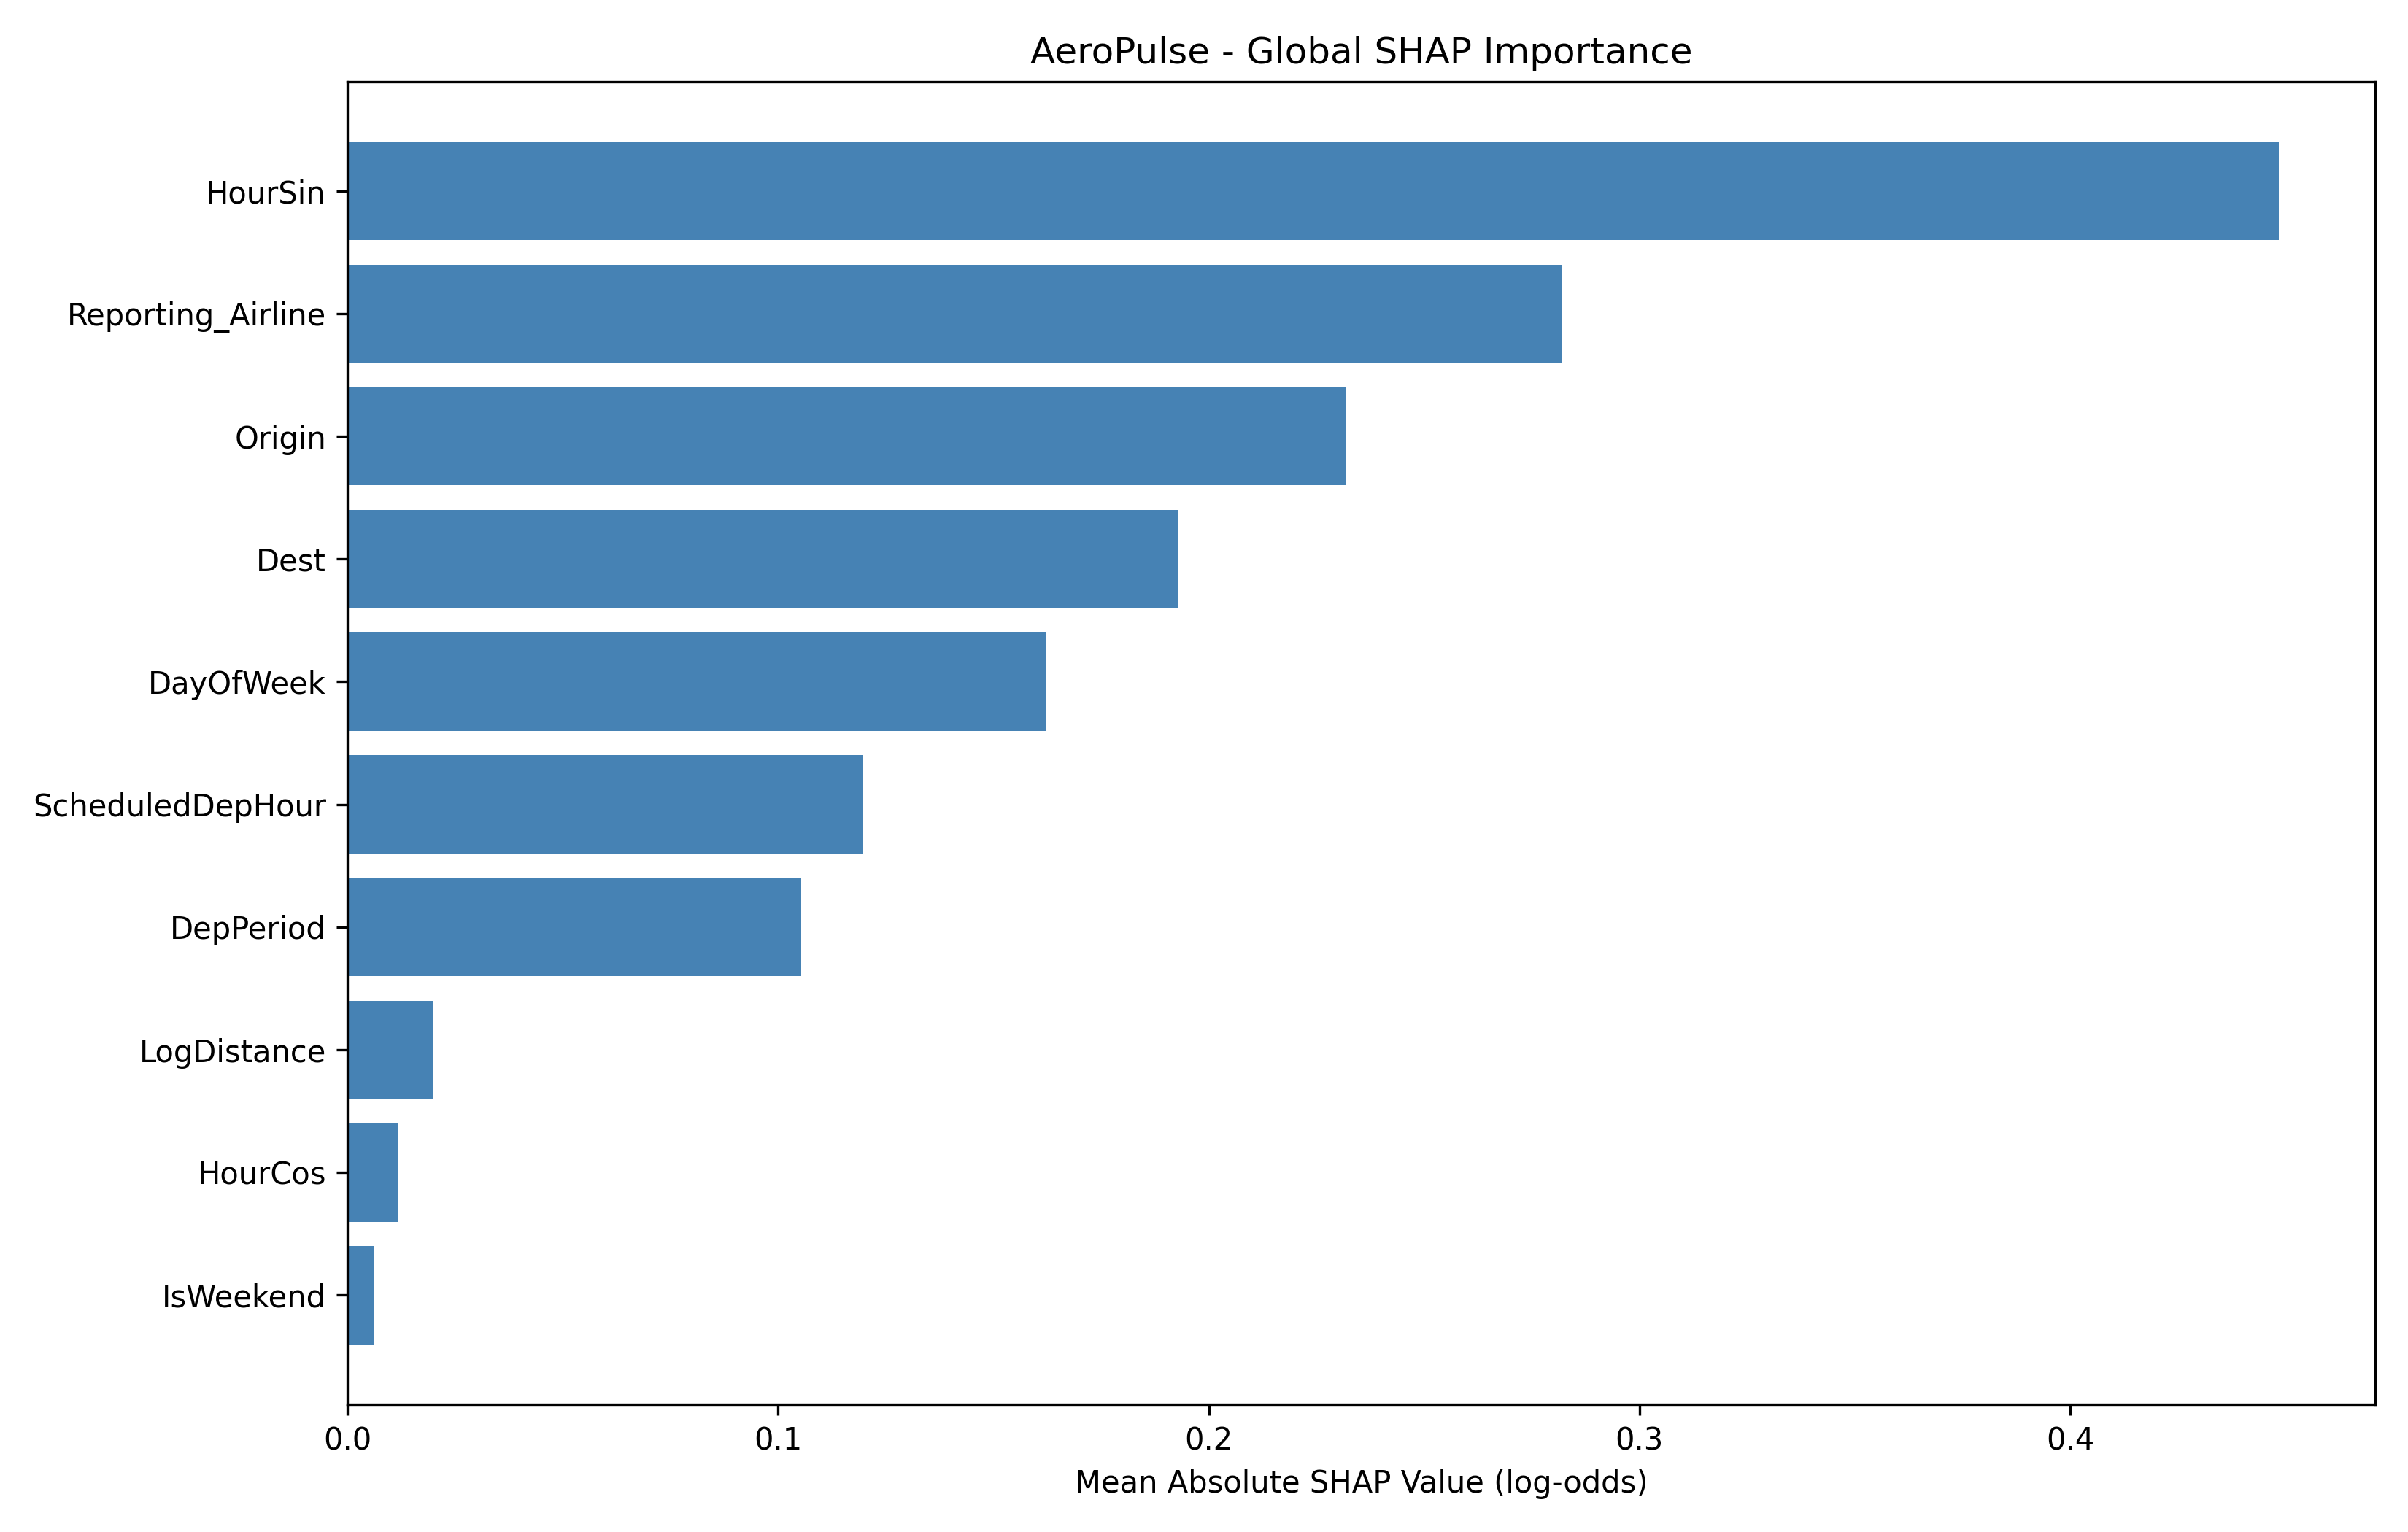 AeroPulse - Global SHAP Importance
HourSin
Reporting_Airline
Origin
Dest
DayOfWeek
ScheduledDepHour
DepPeriod
LogDistance
HourCos
IsWeekend
0.0 0.1 0.2 0.3 0.4
Mean Absolute SHAP Value (log-odds)